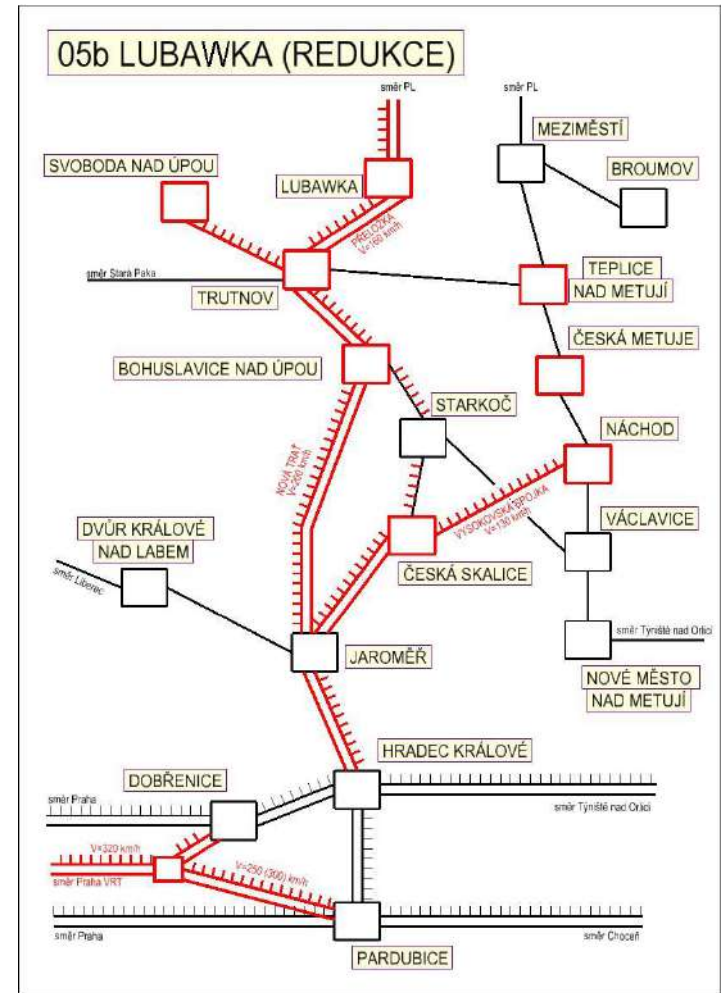 05b LUBAWKA (REDUKCE)
směr PL
směr PL
MEZIMĚSTÍ
BROUMOV
SVOBODA NAD ÚPOU
LUBAWKA
PŘELOŽKA
V=160 km/h
směr Stará Paka
TRUTNOV
TEPLICE
NAD METUJÍ
ČESKÁ METUJE
BOHUSLAVICE NAD ÚPOU
STARKOČ
NÁCHOD
NOVÁ TRAŤ
V=200 km/h
VYSOKOVSKÁ SPOJKA
V=130 km/h
VÁCLAVICE
DVŮR KRÁLOVÉ
NAD LABEM
směr Liberec
ČESKÁ SKALICE
směr Týniště nad Orlicí
JAROMĚŘ
NOVÉ MĚSTO
NAD METUJÍ
HRADEC KRÁLOVÉ
DOBŘENICE
směr Praha
směr Týniště nad Orlicí
V=320 km/h
V=250 (300) km/h
směr Praha VRT
směr Praha
směr Choceň
PARDUBICE